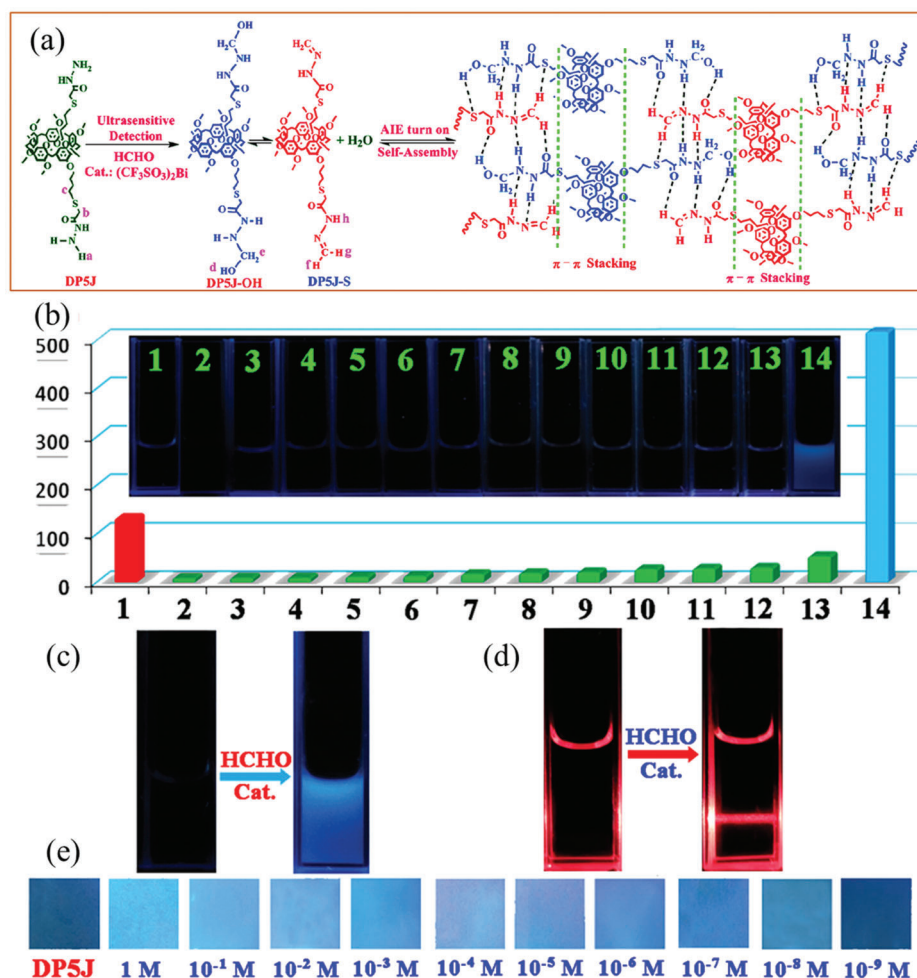 (a)
Ultrasensitive
Detection
HCHO
Cat.: (CF₃SO₃)₂Bi
+ H₂O
AIE turn on
Self-Assembly
a
b
c
d
e
f
g
h
DP5J
DP5J-OH
DP5J-S
π−π Stacking
π−π Stacking
(b)
500
400
300
200
100
0
1 2 3 4 5 6 7 8 9 10 11 12 13 14
1 2 3 4 5 6 7 8 9 10 11 12 13 14
(c)
HCHO
Cat.
(d)
HCHO
Cat.
(e)
DP5J 1 M 10⁻¹ M 10⁻² M 10⁻³ M 10⁻⁴ M 10⁻⁵ M 10⁻⁶ M 10⁻⁷ M 10⁻⁸ M 10⁻⁹ M